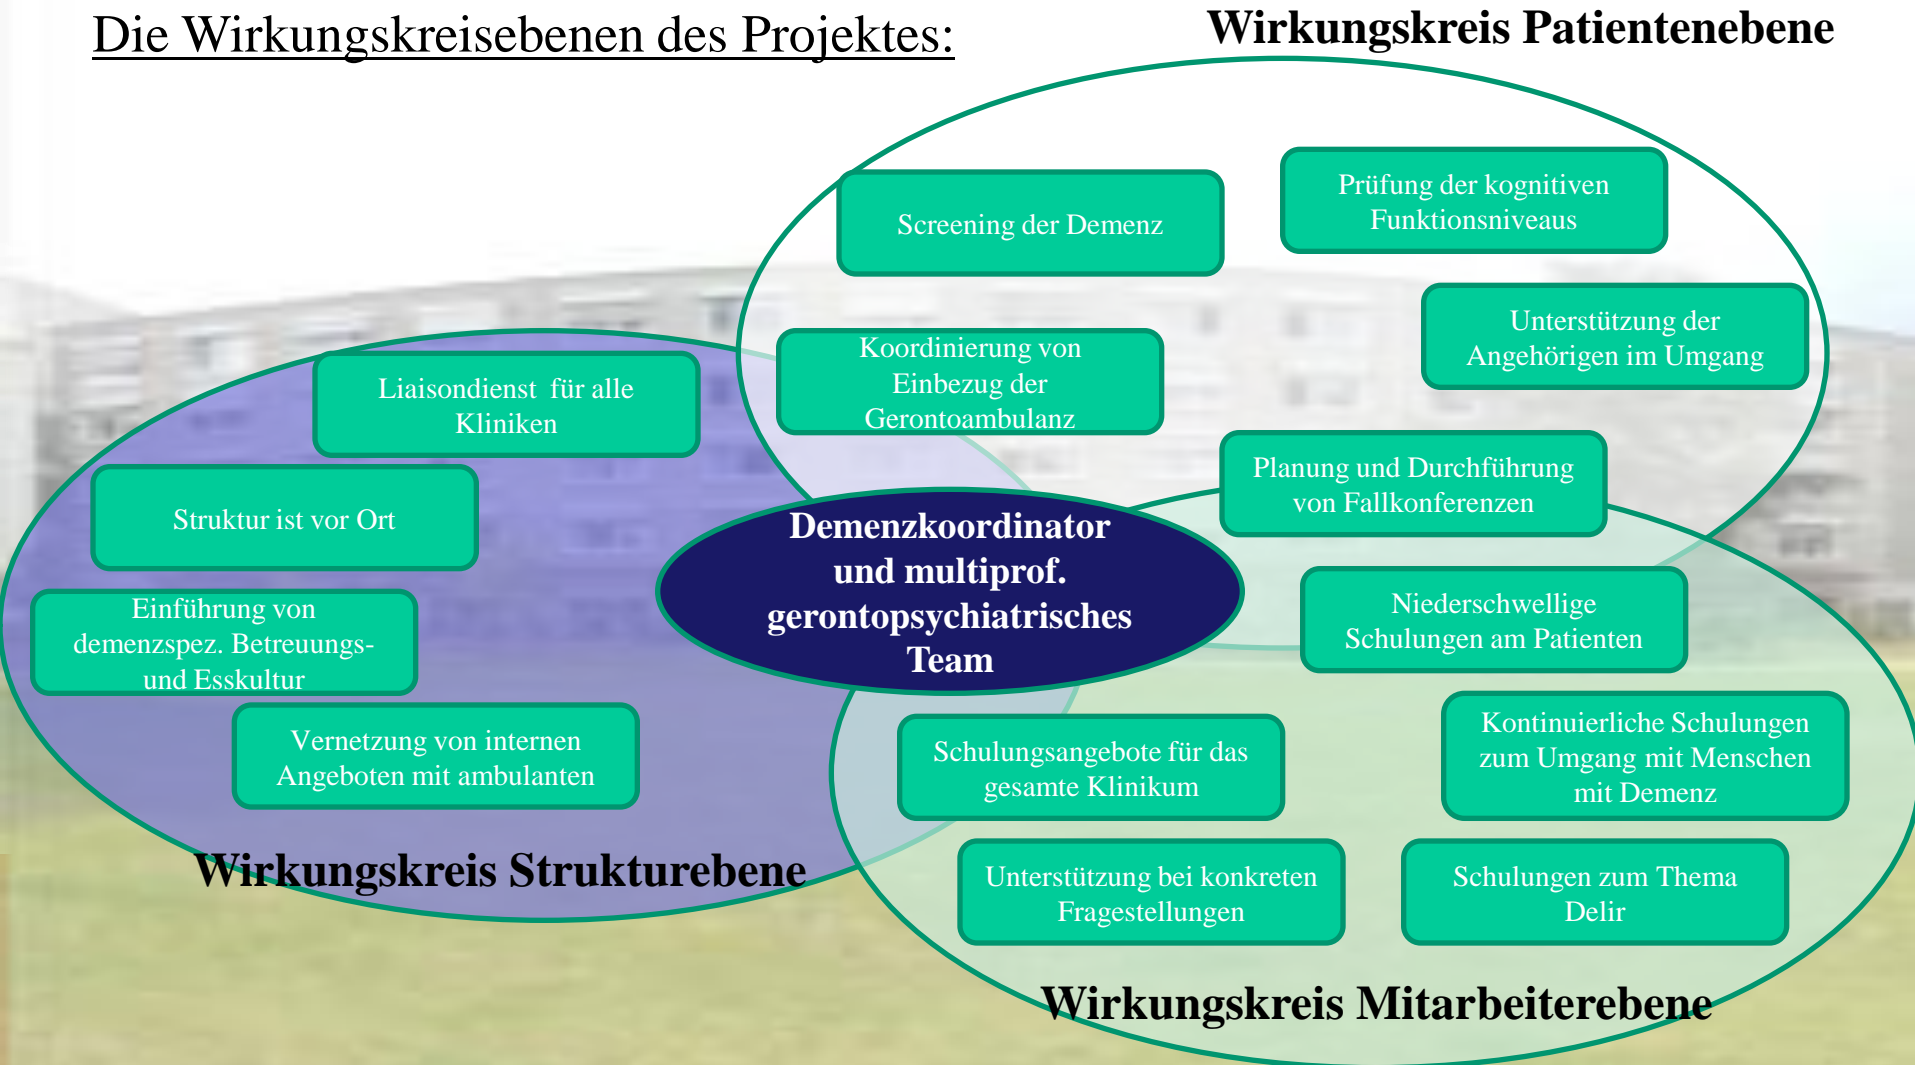 Die Wirkungskreisebenen des Projektes:
Wirkungskreis Patientenebene
Screening der Demenz
Prüfung der kognitiven
Funktionsniveaus
Unterstützung der
Angehörigen im Umgang
Koordinierung von
Einbezug der
Gerontoambulanz
Planung und Durchführung
von Fallkonferenzen
Liaisondienst für alle
Kliniken
Struktur ist vor Ort
Einführung von
demenzspez. Betreuungs-
und Esskultur
Vernetzung von internen
Angeboten mit ambulanten
Wirkungskreis Strukturebene
Demenzkoordinator
und multiprof.
gerontopsychiatrisches
Team
Niederschwellige
Schulungen am Patienten
Schulungsangebote für das
gesamte Klinikum
Kontinuierliche Schulungen
zum Umgang mit Menschen
mit Demenz
Unterstützung bei konkreten
Fragestellungen
Schulungen zum Thema
Delir
Wirkungskreis Mitarbeiterebene